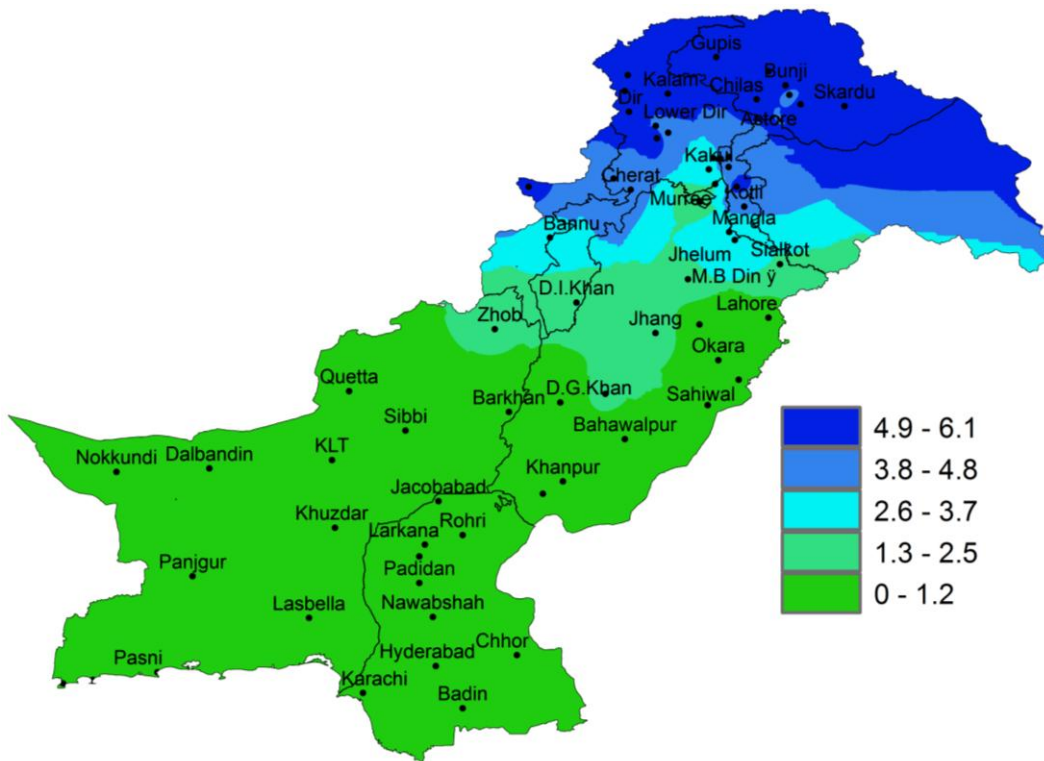 Gupis
Bunji
Kalam
Chilas
Skardu
Dir
Lower Dir
Astore
Cherat
Kotli
Murree
Mangla
Bannu
Jhelum
Sialkot
M.B Din ÿ
D.I.Khan
Lahore
Zhob
Jhang
Okara
Quetta
D.G.Khan
Sahiwal
Barkhan
Sibbi
Bahawalpur
KLT
Nokkundi
Dalbandin
Khanpur
Jacobabad
Khuzdar
Rohri
Larkana
Panjgur
Padidan
Lasbella
Nawabshah
Chhor
Hyderabad
Pasni
Karachi
Badin
4.9 - 6.1
3.8 - 4.8
2.6 - 3.7
1.3 - 2.5
0 - 1.2